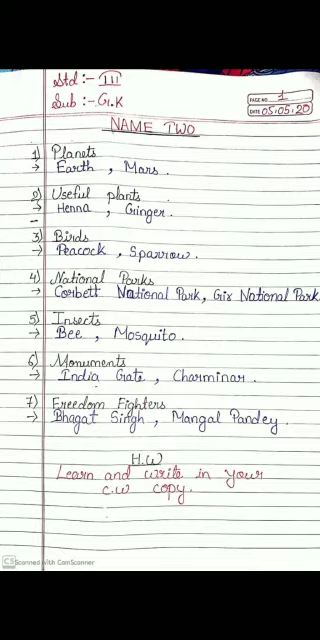 Std :- III
Sub :- G.K
PAGE NO. 1
DATE 05.05.20
NAME TWO
1) Planets
→ Earth , Mars .
2) Useful plants
→ Henna , Ginger .
3) Birds
→ Peacock , Sparrow .
4) National Parks
→ Corbett National Park, Gir National Park
5) Insects
→ Bee , Mosquito .
6) Monuments
→ India Gate , Charminar .
7) Freedom Fighters
→ Bhagat Singh , Mangal Pandey .
H.W
Learn and write in your
c.w copy.
CS Scanned with CamScanner